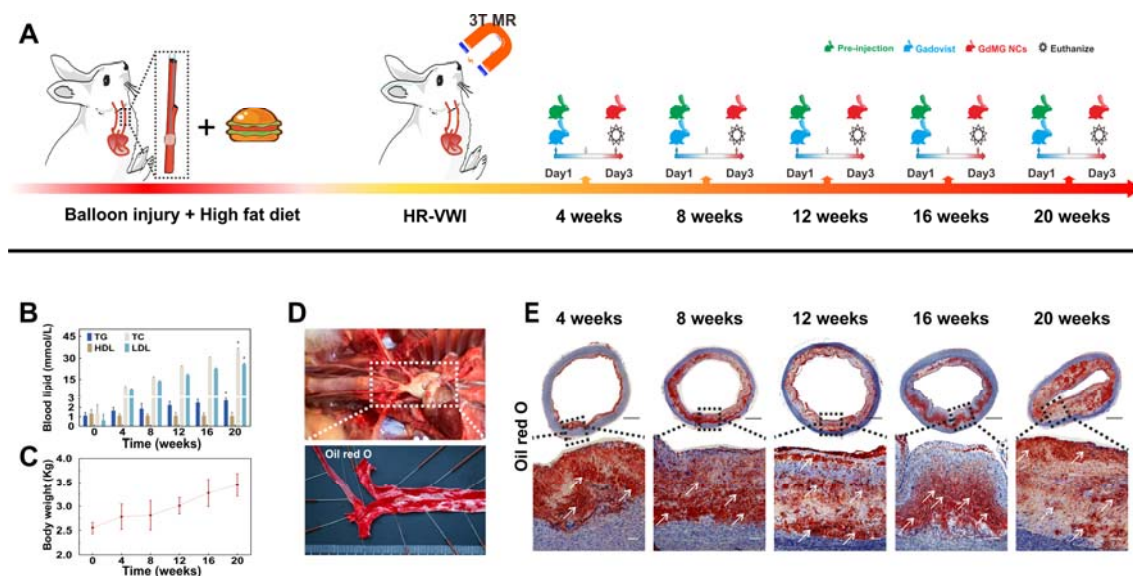 A
3T MR
Pre-injection
Gadovist
GdMG NCs
Euthanize
+
Day1 Day3 Day1 Day3 Day1 Day3 Day1 Day3 Day1 Day3
Balloon injury + High fat diet
HR-VWI
4 weeks
8 weeks
12 weeks
16 weeks
20 weeks
B
Blood lipid (mmol/L)
45
30
15
3
2
1
0
TG
TC
HDL
LDL
* * *
0 4 8 12 16 20
Time (weeks)
C
Body weight (Kg)
4.0
3.5
3.0
2.5
2.0
0 4 8 12 16 20
Time (weeks)
D
Oil red O
E
4 weeks
8 weeks
12 weeks
16 weeks
20 weeks
Oil red O